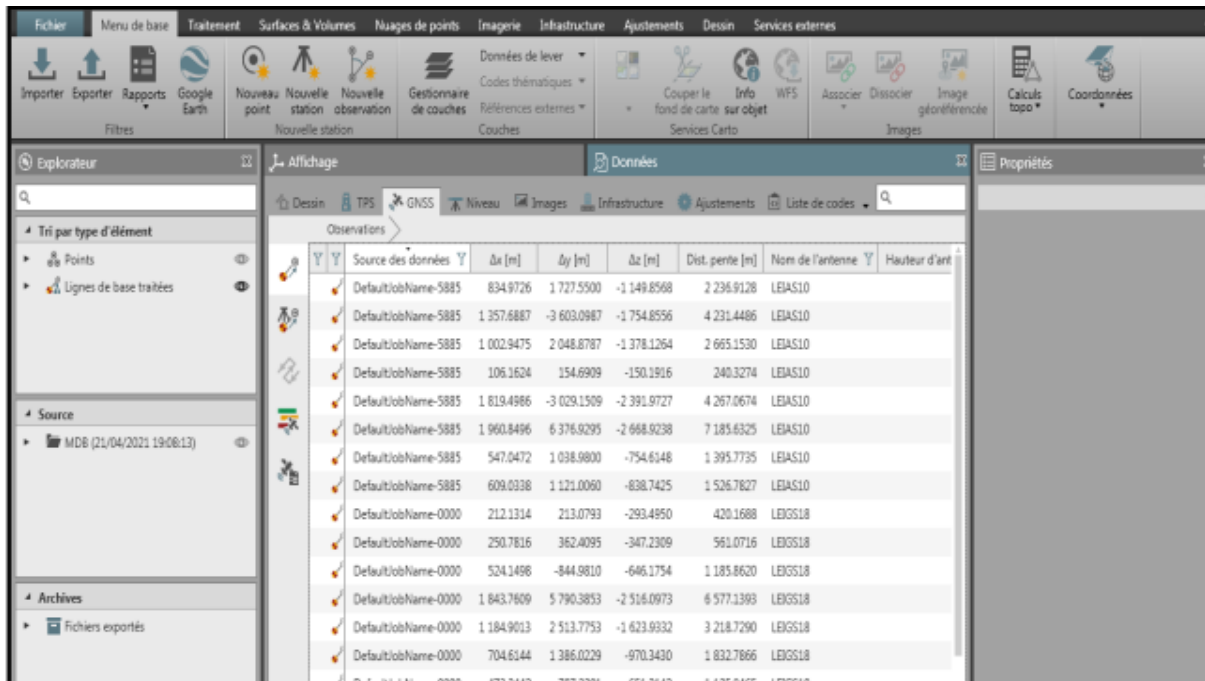 Fichier Menu de base Traitement Surfaces & Volumes Nuages de points Imagerie Infrastructure Ajustements Dessin Services externes
Importer Exporter Rapports Google Earth
Filtres
Nouveau point Nouvelle station Nouvelle observation
Nouvelle station
Gestionnaire de couches
Données de lever
Codes thématiques
Références externes
Couches
Couper le fond de carte Info sur objet WFS
Services Carto
Associer Dissocier Image géoréférencée
Images
Calculs topo
Coordonnées
Explorateur
Tri par type d'élément
Points
Lignes de base traitées
Source
MDB (21/04/2021 19:08:13)
Archives
Fichiers exportés
Affichage
Données
Propriétés
Dessin TPS GNSS Niveau Images Infrastructure Ajustements Liste de codes
Observations
Source des données Δx [m] Δy [m] Δz [m] Dist. pente [m] Nom de l'antenne Hauteur d'ant
DefaultJobName-5885 834.9726 1 727.5500 -1 149.8568 2 236.9128 LEIAS10
DefaultJobName-5885 1 357.6887 -3 603.0987 -1 754.8556 4 231.4486 LEIAS10
DefaultJobName-5885 1 002.9475 2 048.8787 -1 378.1264 2 665.1530 LEIAS10
DefaultJobName-5885 106.1624 154.6909 -150.1916 240.3274 LEIAS10
DefaultJobName-5885 1 819.4986 -3 029.1509 -2 391.9727 4 267.0674 LEIAS10
DefaultJobName-5885 1 960.8496 6 376.9295 -2 668.9238 7 185.6325 LEIAS10
DefaultJobName-5885 547.0472 1 038.9800 -754.6148 1 395.7735 LEIAS10
DefaultJobName-5885 609.0338 1 121.0060 -838.7425 1 526.7827 LEIAS10
DefaultJobName-0000 212.1314 213.0793 -293.4950 420.1688 LEIGS18
DefaultJobName-0000 250.7816 362.4095 -347.2309 561.0716 LEIGS18
DefaultJobName-0000 524.1498 -844.9810 -646.1754 1 185.8620 LEIGS18
DefaultJobName-0000 1 843.7609 5 790.3853 -2 516.0973 6 577.1393 LEIGS18
DefaultJobName-0000 1 184.9013 2 513.7753 -1 623.9332 3 218.7290 LEIGS18
DefaultJobName-0000 704.6144 1 386.0229 -970.3430 1 832.7866 LEIGS18